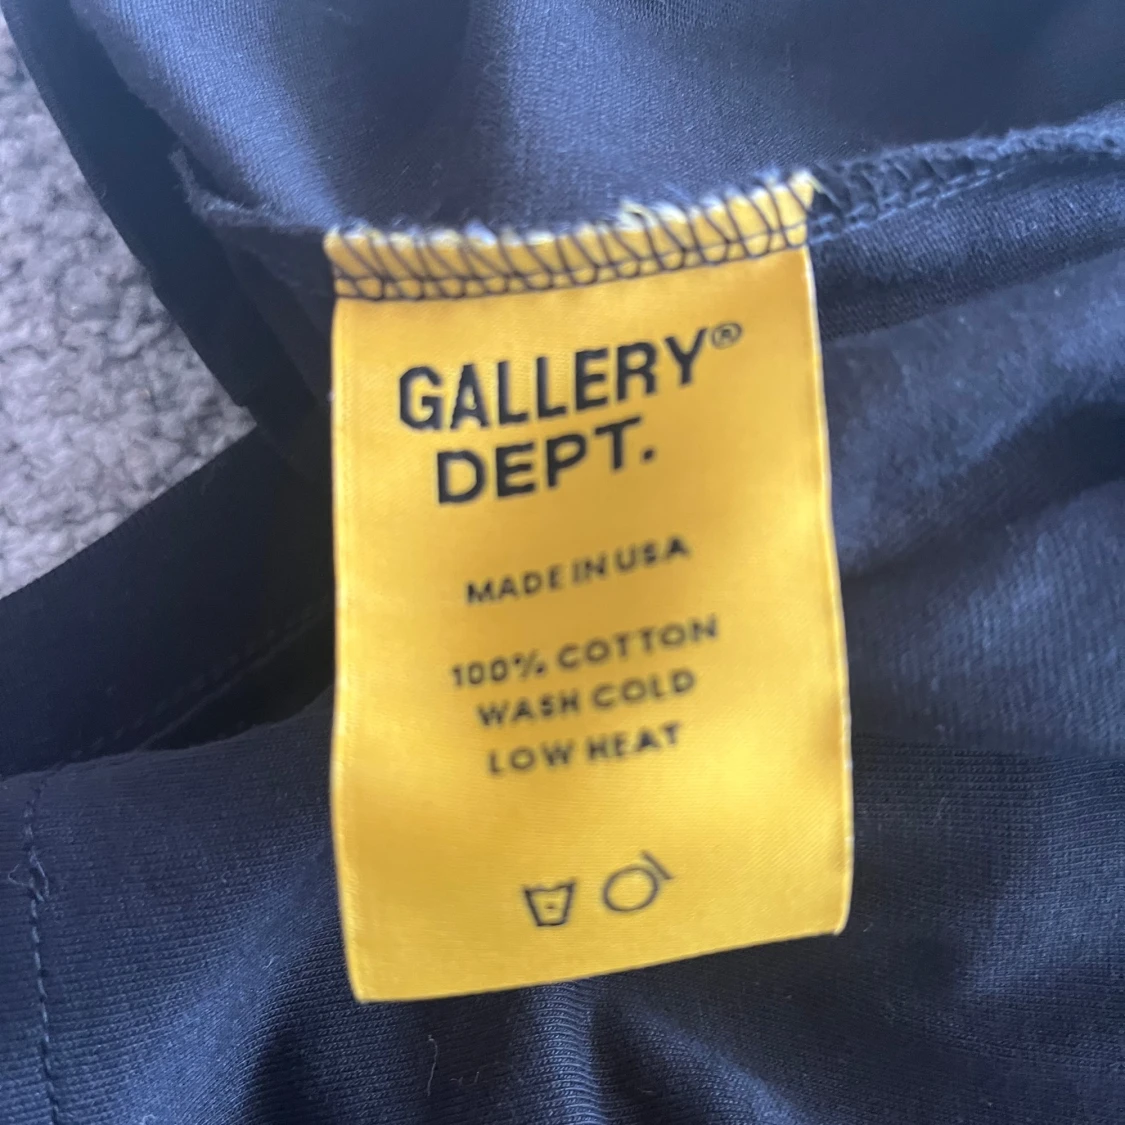 GALLERY®
DEPT.
MADE IN USA
100% COTTON
WASH COLD
LOW HEAT